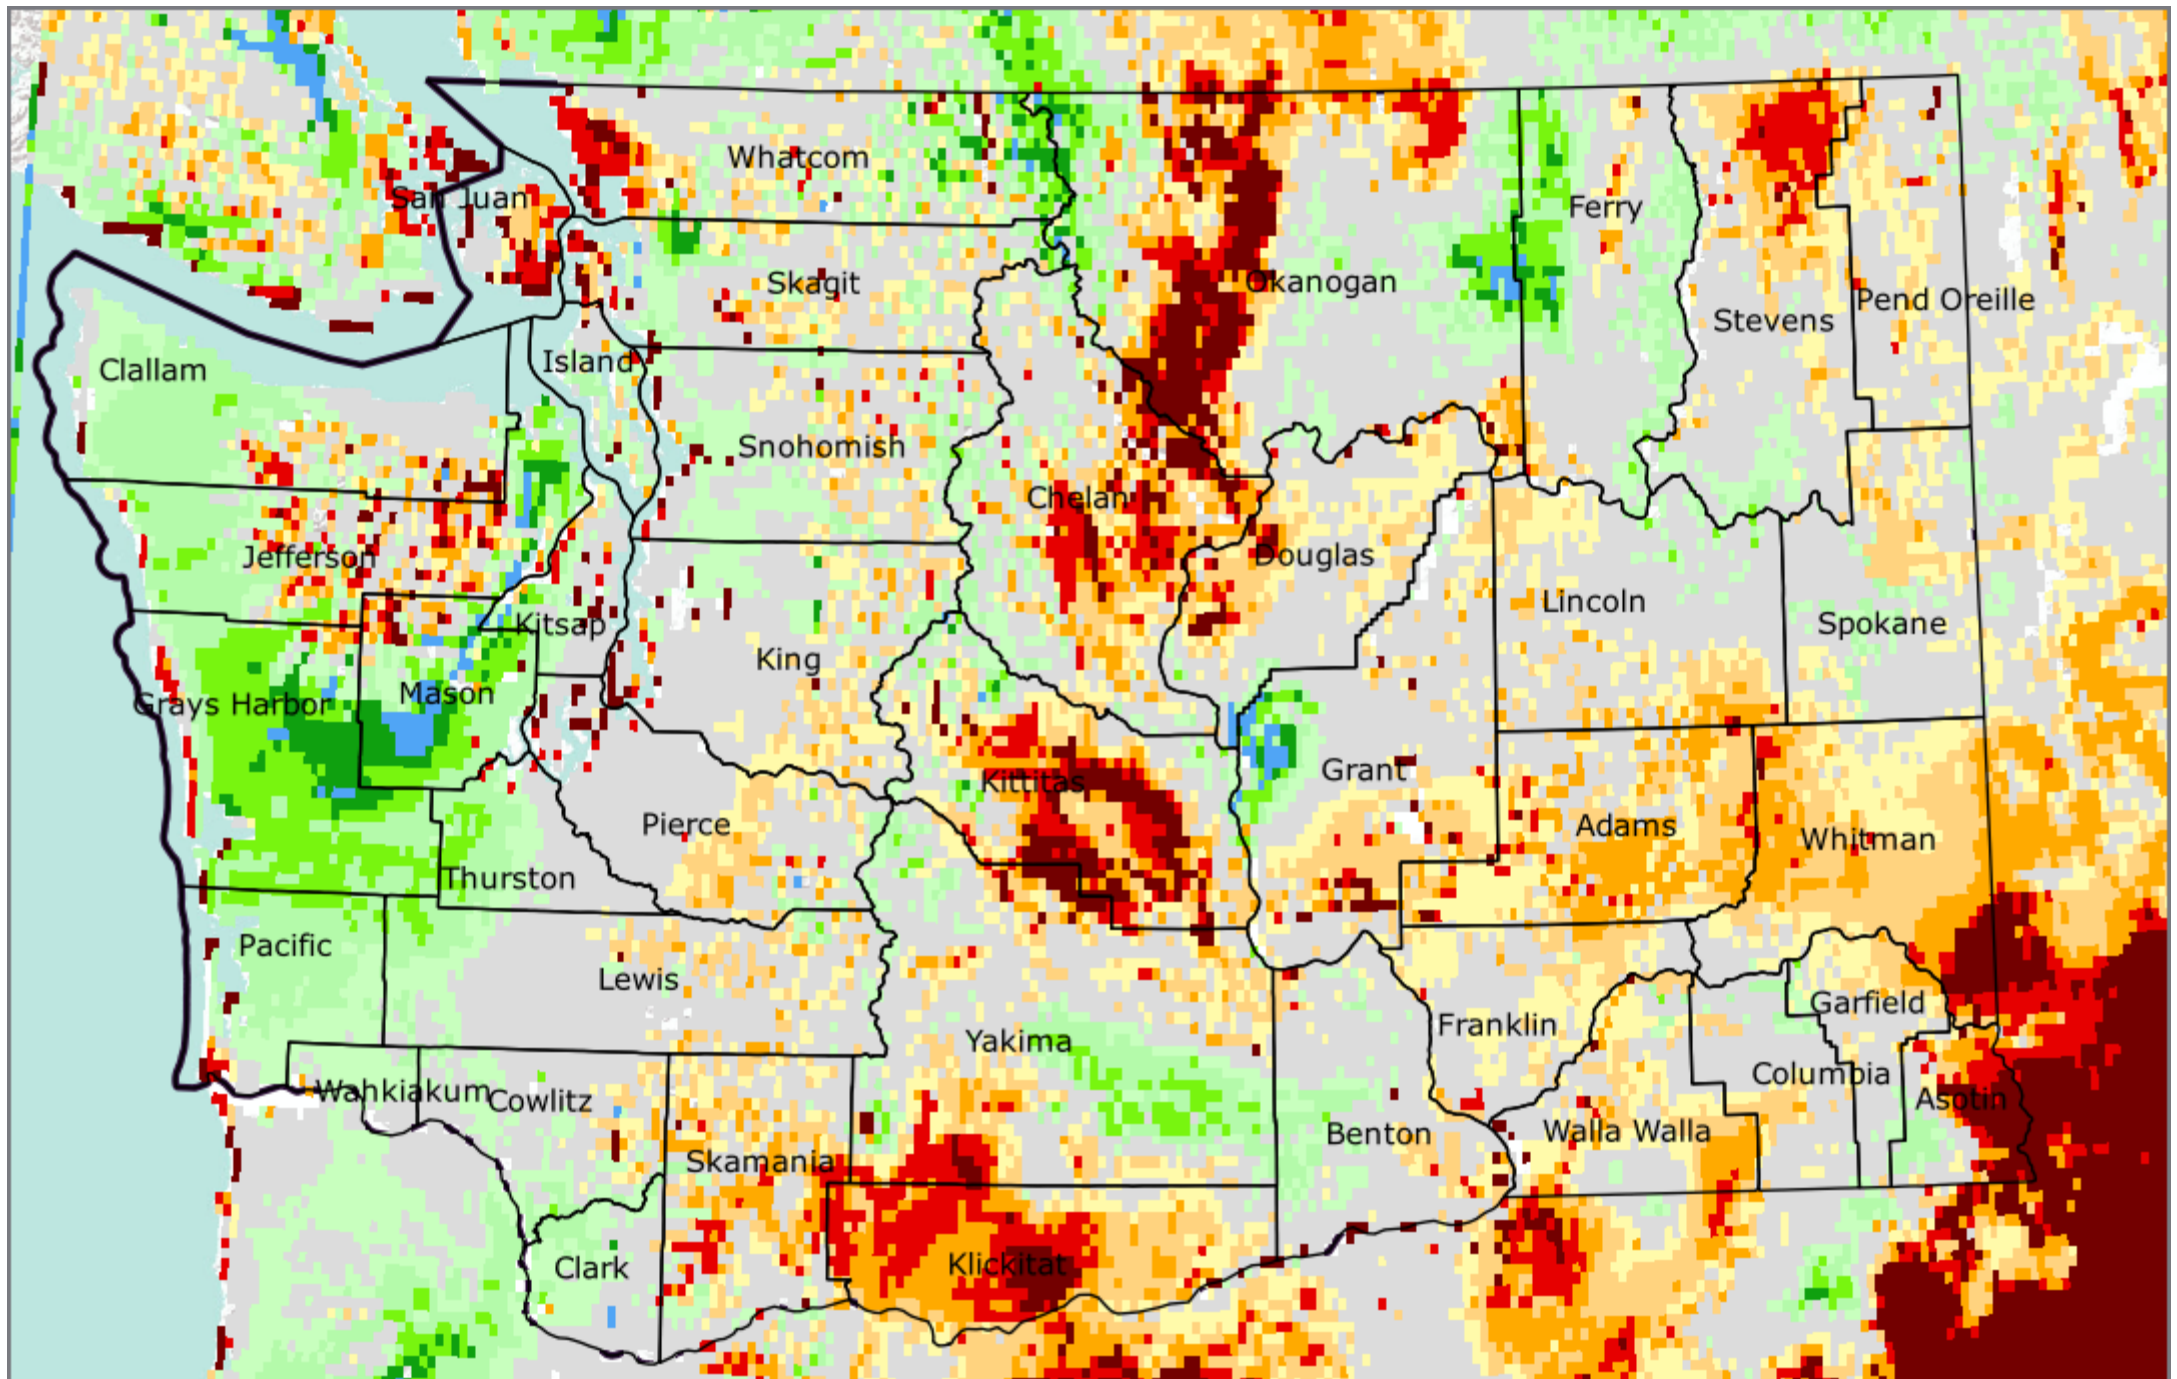 Whatcom
San Juan
Ferry
Skagit
Okanogan
Pend Oreille
Stevens
Clallam
Island
Snohomish
Chelan
Douglas
Jefferson
Lincoln
Kitsap
Spokane
King
Mason
Grays Harbor
Grant
Kittitas
Pierce
Adams
Whitman
Thurston
Pacific
Lewis
Garfield
Franklin
Yakima
Columbia
Wahkiakum
Cowlitz
Asotin
Benton
Walla Walla
Skamania
Klickitat
Clark